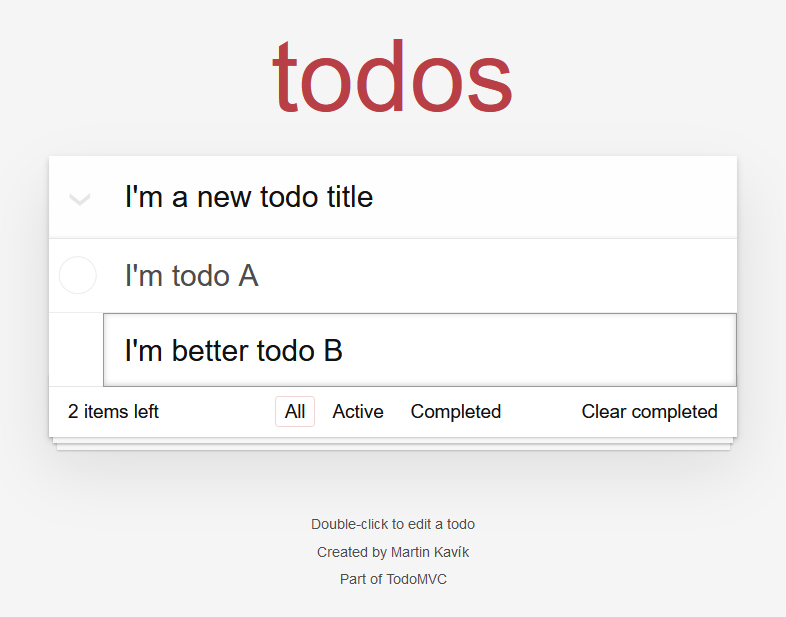 todos
I'm a new todo title
I'm todo A
I'm better todo B
2 items left All Active Completed Clear completed
Double-click to edit a todo
Created by Martin Kavík
Part of TodoMVC